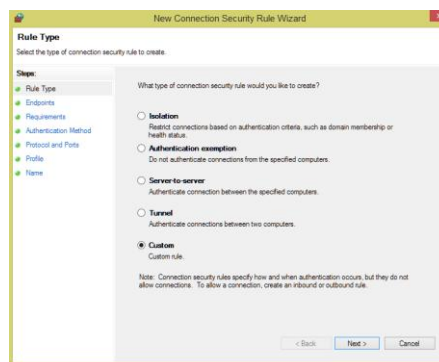 New Connection Security Rule Wizard
Rule Type
Select the type of connection security rule to create.
Steps:
Rule Type
Endpoints
Requirements
Authentication Method
Protocol and Ports
Profile
Name
What type of connection security rule would you like to create?
Isolation
Restrict connections based on authentication criteria, such as domain membership or
health status.
Authentication exemption
Do not authenticate connections from the specified computers.
Server-to-server
Authenticate connection between the specified computers.
Tunnel
Authenticate connections between two computers.
Custom
Custom rule.
Note: Connection security rules specify how and when authentication occurs, but they do not
allow connections. To allow a connection, create an inbound or outbound rule.
< Back
Next >
Cancel